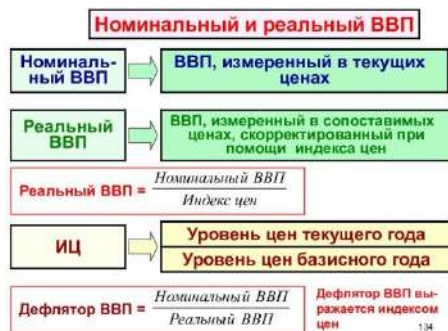 Номинальный и реальный ВВП
Номиналь-
ный ВВП
ВВП, измеренный в текущих
ценах
Реальный
ВВП
ВВП, измеренный в сопоставимых
ценах, скорректированный при
помощи индекса цен
Реальный ВВП = Номинальный ВВП
Индекс цен
ИЦ
Уровень цен текущего года
Уровень цен базисного года
Дефлятор ВВП = Номинальный ВВП
Реальный ВВП
Дефлятор ВВП вы-
ражается индексом
цен
134